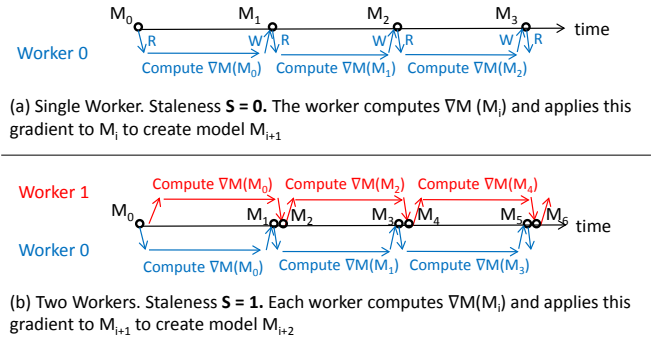 M₀ M₁ M₂ M₃
time
R W R W R W R
Worker 0
Compute ∇M(M₀) Compute ∇M(M₁) Compute ∇M(M₂)
(a) Single Worker. Staleness S = 0. The worker computes ∇M (Mᵢ) and applies this
gradient to Mᵢ to create model Mᵢ₊₁
Worker 1
Compute ∇M(M₀) Compute ∇M(M₂) Compute ∇M(M₄)
M₀ M₁ M₂ M₃ M₄ M₅ M₆
time
Worker 0
Compute ∇M(M₀) Compute ∇M(M₁) Compute ∇M(M₃)
(b) Two Workers. Staleness S = 1. Each worker computes ∇M(Mᵢ) and applies this
gradient to Mᵢ₊₁ to create model Mᵢ₊₂